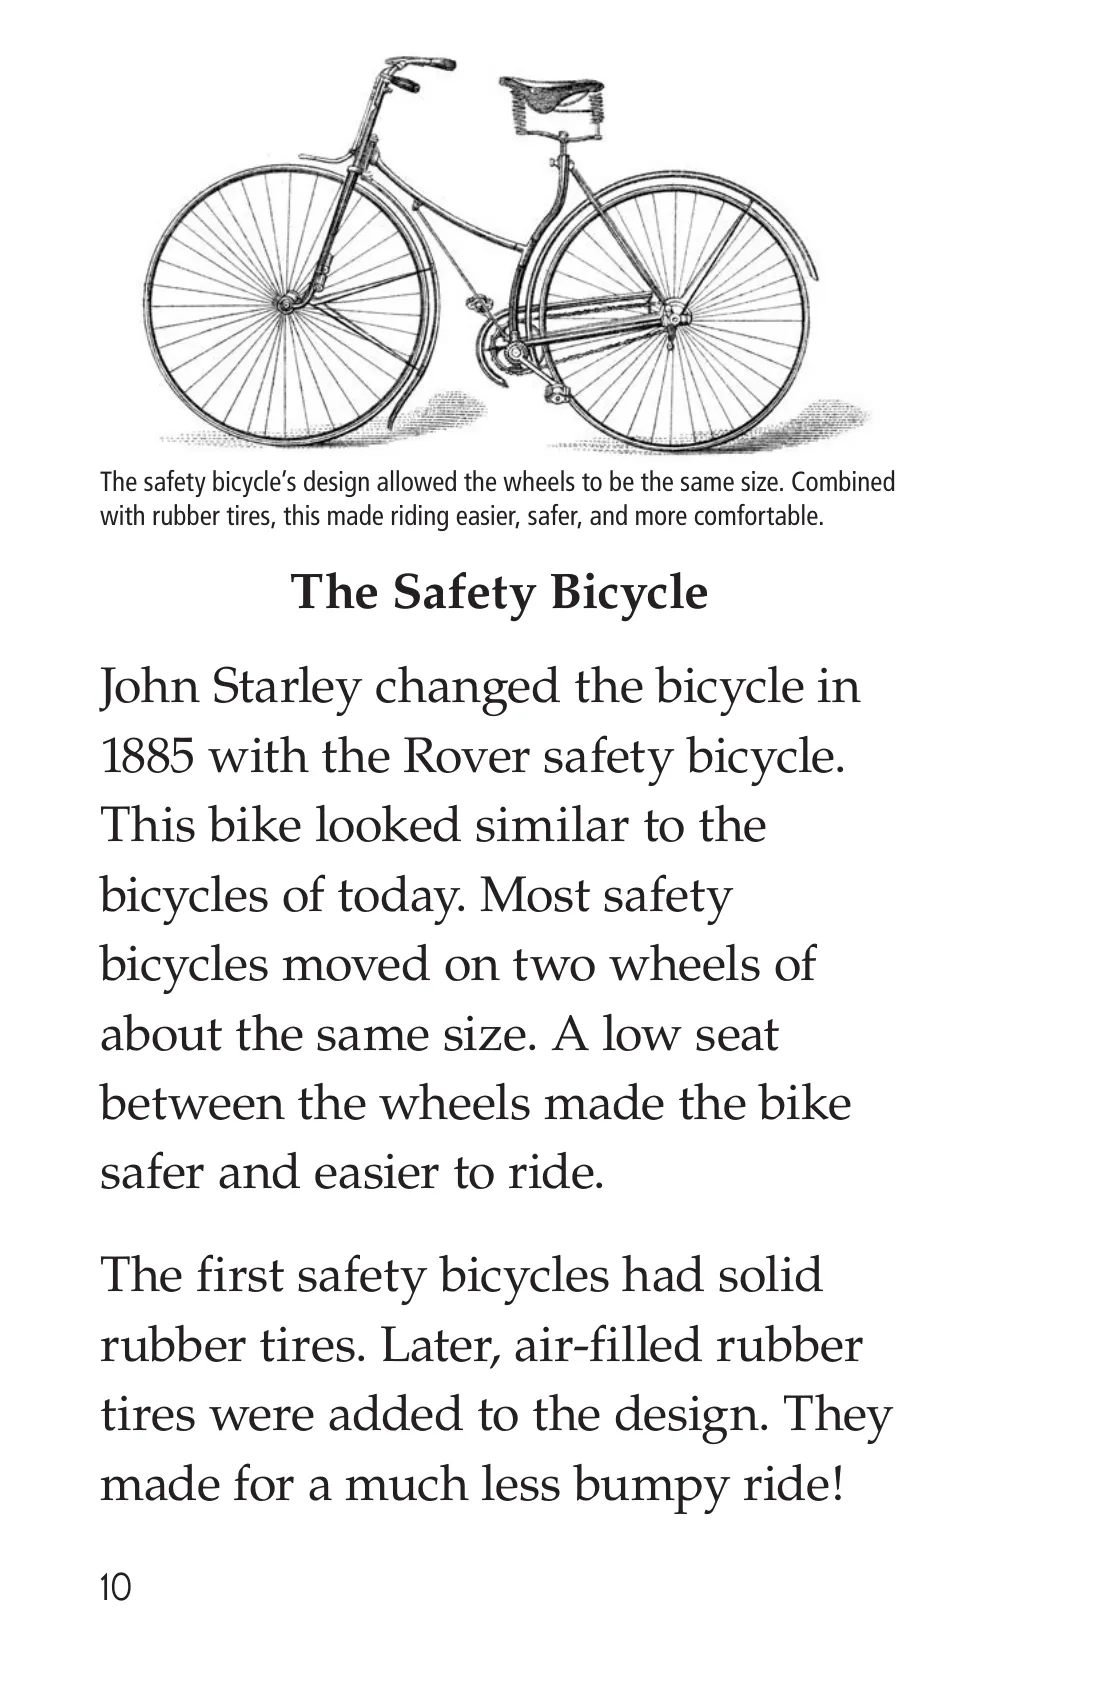 The safety bicycle’s design allowed the wheels to be the same size. Combined
with rubber tires, this made riding easier, safer, and more comfortable.
The Safety Bicycle
John Starley changed the bicycle in
1885 with the Rover safety bicycle.
This bike looked similar to the
bicycles of today. Most safety
bicycles moved on two wheels of
about the same size. A low seat
between the wheels made the bike
safer and easier to ride.
The first safety bicycles had solid
rubber tires. Later, air-filled rubber
tires were added to the design. They
made for a much less bumpy ride!
10